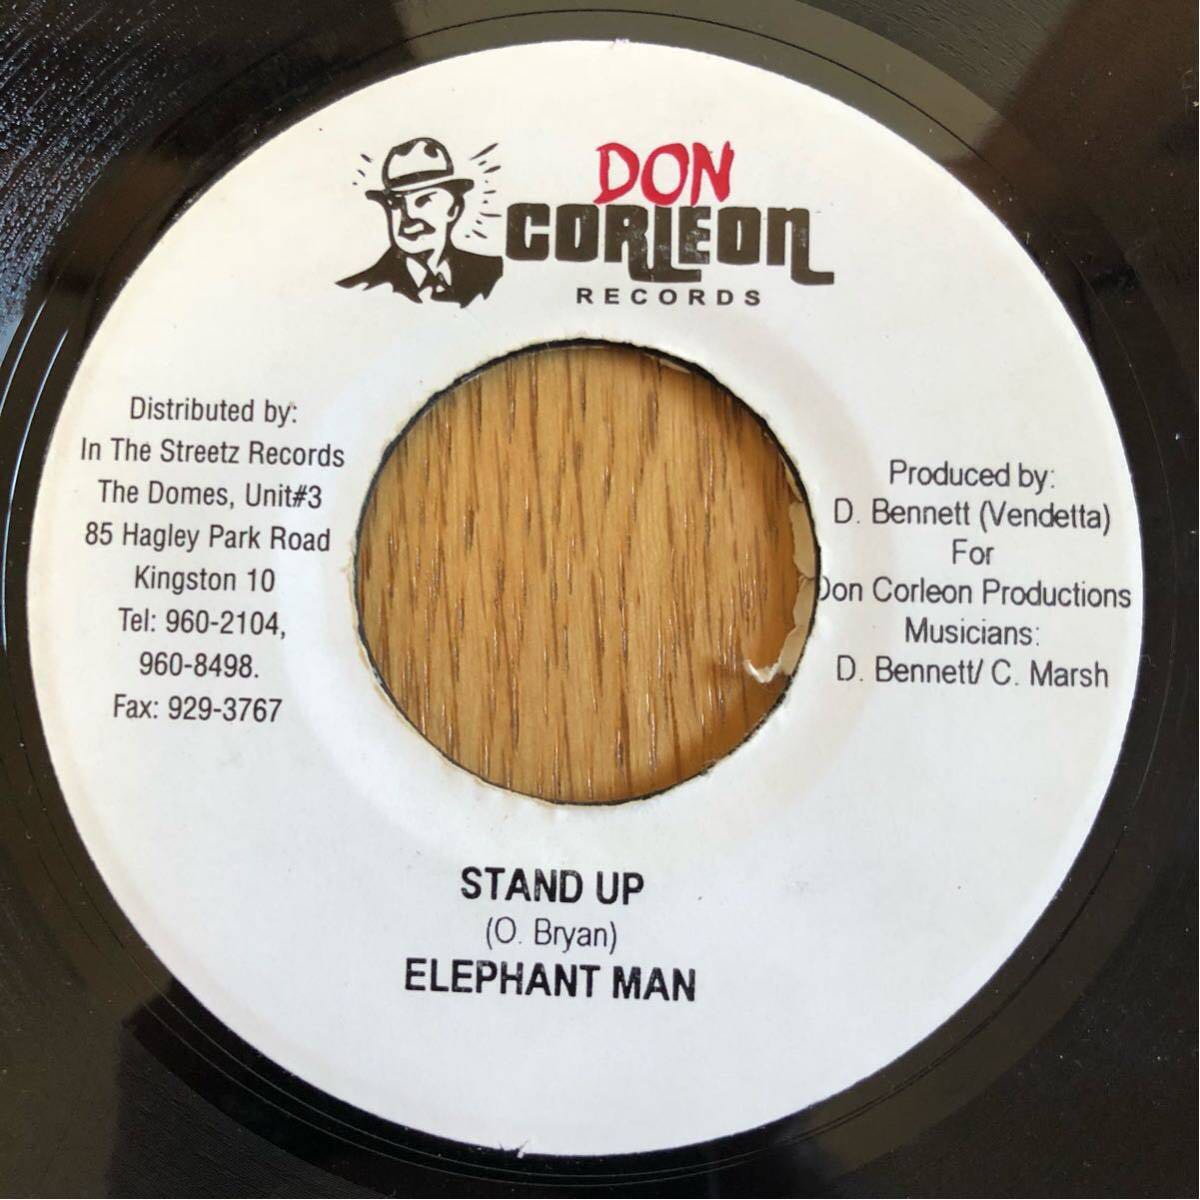 DON
CORLEON
RECORDS
Distributed by:
In The Streetz Records
The Domes, Unit#3
85 Hagley Park Road
Kingston 10
Tel: 960-2104,
960-8498.
Fax: 929-3767
Produced by:
D. Bennett (Vendetta)
For
Don Corleon Productions
Musicians:
D. Bennett/ C. Marsh
STAND UP
(O. Bryan)
ELEPHANT MAN